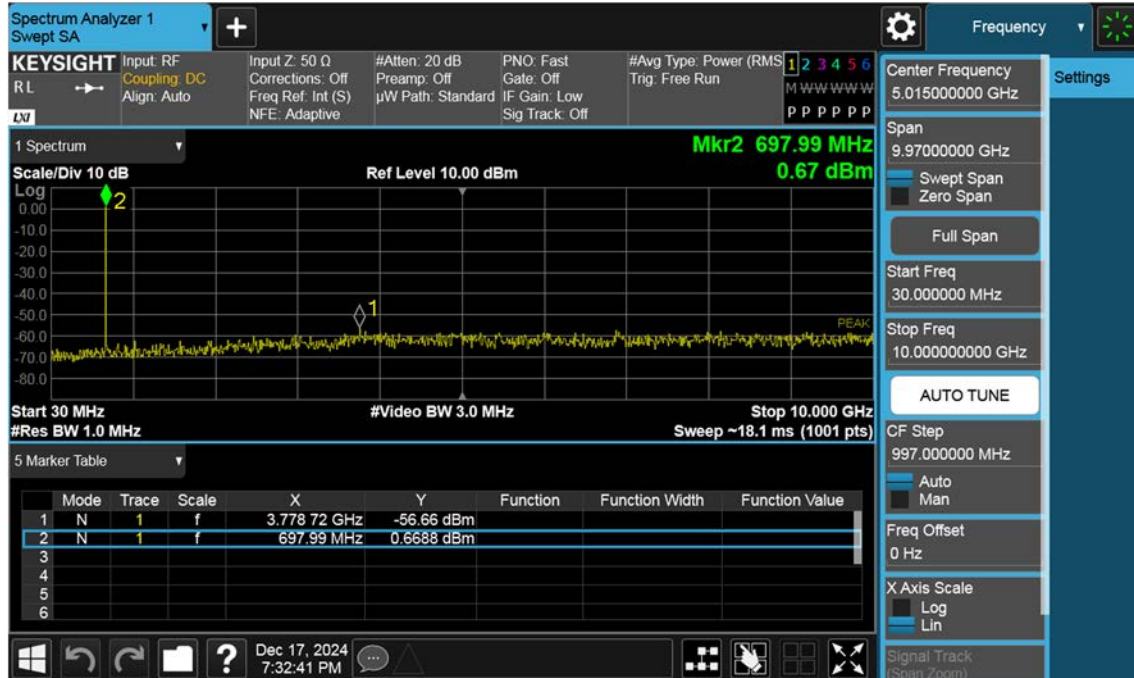 Spectrum Analyzer 1
Swept SA
Frequency
KEYSIGHT
R L
LXI
Input: RF
Coupling: DC
Align: Auto
Input Z: 50 Ω
Corrections: Off
Freq Ref: Int (S)
NFE: Adaptive
#Atten: 20 dB
Preamp: Off
µW Path: Standard
PNO: Fast
Gate: Off
IF Gain: Low
Sig Track: Off
#Avg Type: Power (RMS
Trig: Free Run
1 2 3 4 5 6
M W W W W W
P P P P P P
1 Spectrum
Mkr2 697.99 MHz
Scale/Div 10 dB
Ref Level 10.00 dBm
0.67 dBm
Log
2
0.00
-10.0
-20.0
-30.0
-40.0
-50.0
1
PEAK
-60.0
-70.0
-80.0
Start 30 MHz
#Video BW 3.0 MHz
Stop 10.000 GHz
#Res BW 1.0 MHz
Sweep ~18.1 ms (1001 pts)
5 Marker Table
Mode Trace Scale X Y Function Function Width Function Value
1 N 1 f 3.778 72 GHz -56.66 dBm
2 N 1 f 697.99 MHz 0.6688 dBm
3
4
5
6
?
Dec 17, 2024
7:32:41 PM
Center Frequency
5.015000000 GHz
Settings
Span
9.97000000 GHz
Swept Span
Zero Span
Full Span
Start Freq
30.000000 MHz
Stop Freq
10.000000000 GHz
AUTO TUNE
CF Step
997.000000 MHz
Auto
Man
Freq Offset
0 Hz
X Axis Scale
Log
Lin
Signal Track
(Span Zoom)